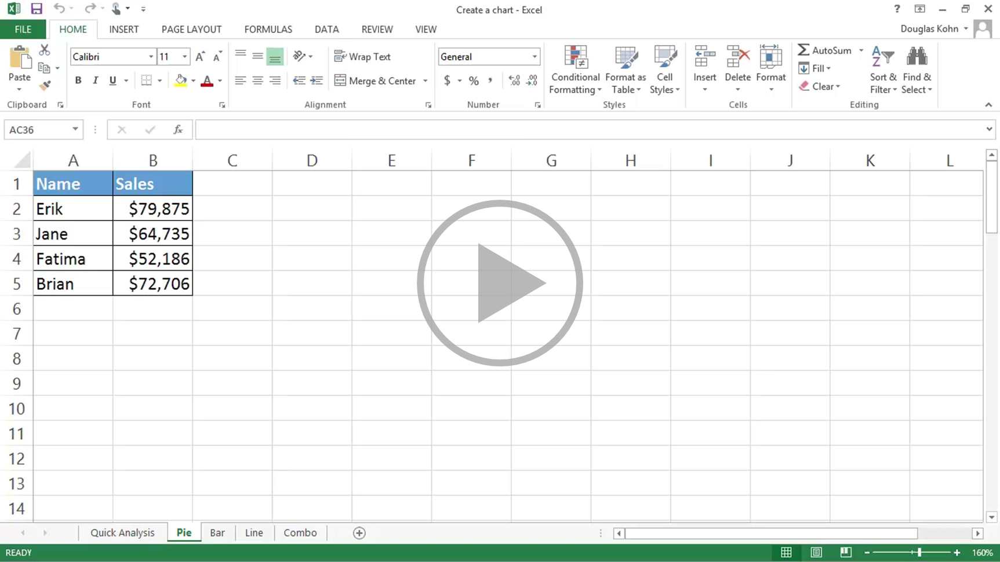 Create a chart - Excel
?
FILE HOME INSERT PAGE LAYOUT FORMULAS DATA REVIEW VIEW
Douglas Kohn
Paste
Calibri 11
A A
B I U
A
Wrap Text
Merge & Center
General
$ % ,
Conditional Formatting
Format as Table
Cell Styles
Insert Delete Format
AutoSum
Fill
Clear
Sort & Filter
Find & Select
Clipboard Font Alignment Number Styles Cells Editing
AC36 fx
A B C D E F G H I J K L
1 Name Sales
2 Erik $79,875
3 Jane $64,735
4 Fatima $52,186
5 Brian $72,706
6
7
8
9
10
11
12
13
14
Quick Analysis Pie Bar Line Combo
READY
160%